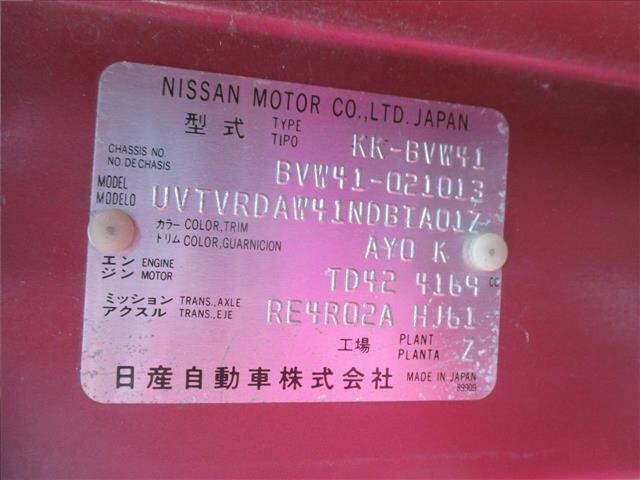 NISSAN MOTOR CO.,LTD.JAPAN
型式 TYPE TIPO KK-BVW41
CHASSIS NO NO.DE CHASIS BVW41-021013
MODEL MODELO UVTVRDAW41NDBTA01Z
カラー COLOR,TRIM
トリム COLOR,GUARNICION AY0 K
エン ENGINE
ジン MOTOR TD42 4169 CC
ミッション TRANS.,AXLE
アクスル TRANS.,EJE RE4R02A HJ61
工場 PLANT PLANTA Z
日産自動車株式会社 MADE IN JAPAN